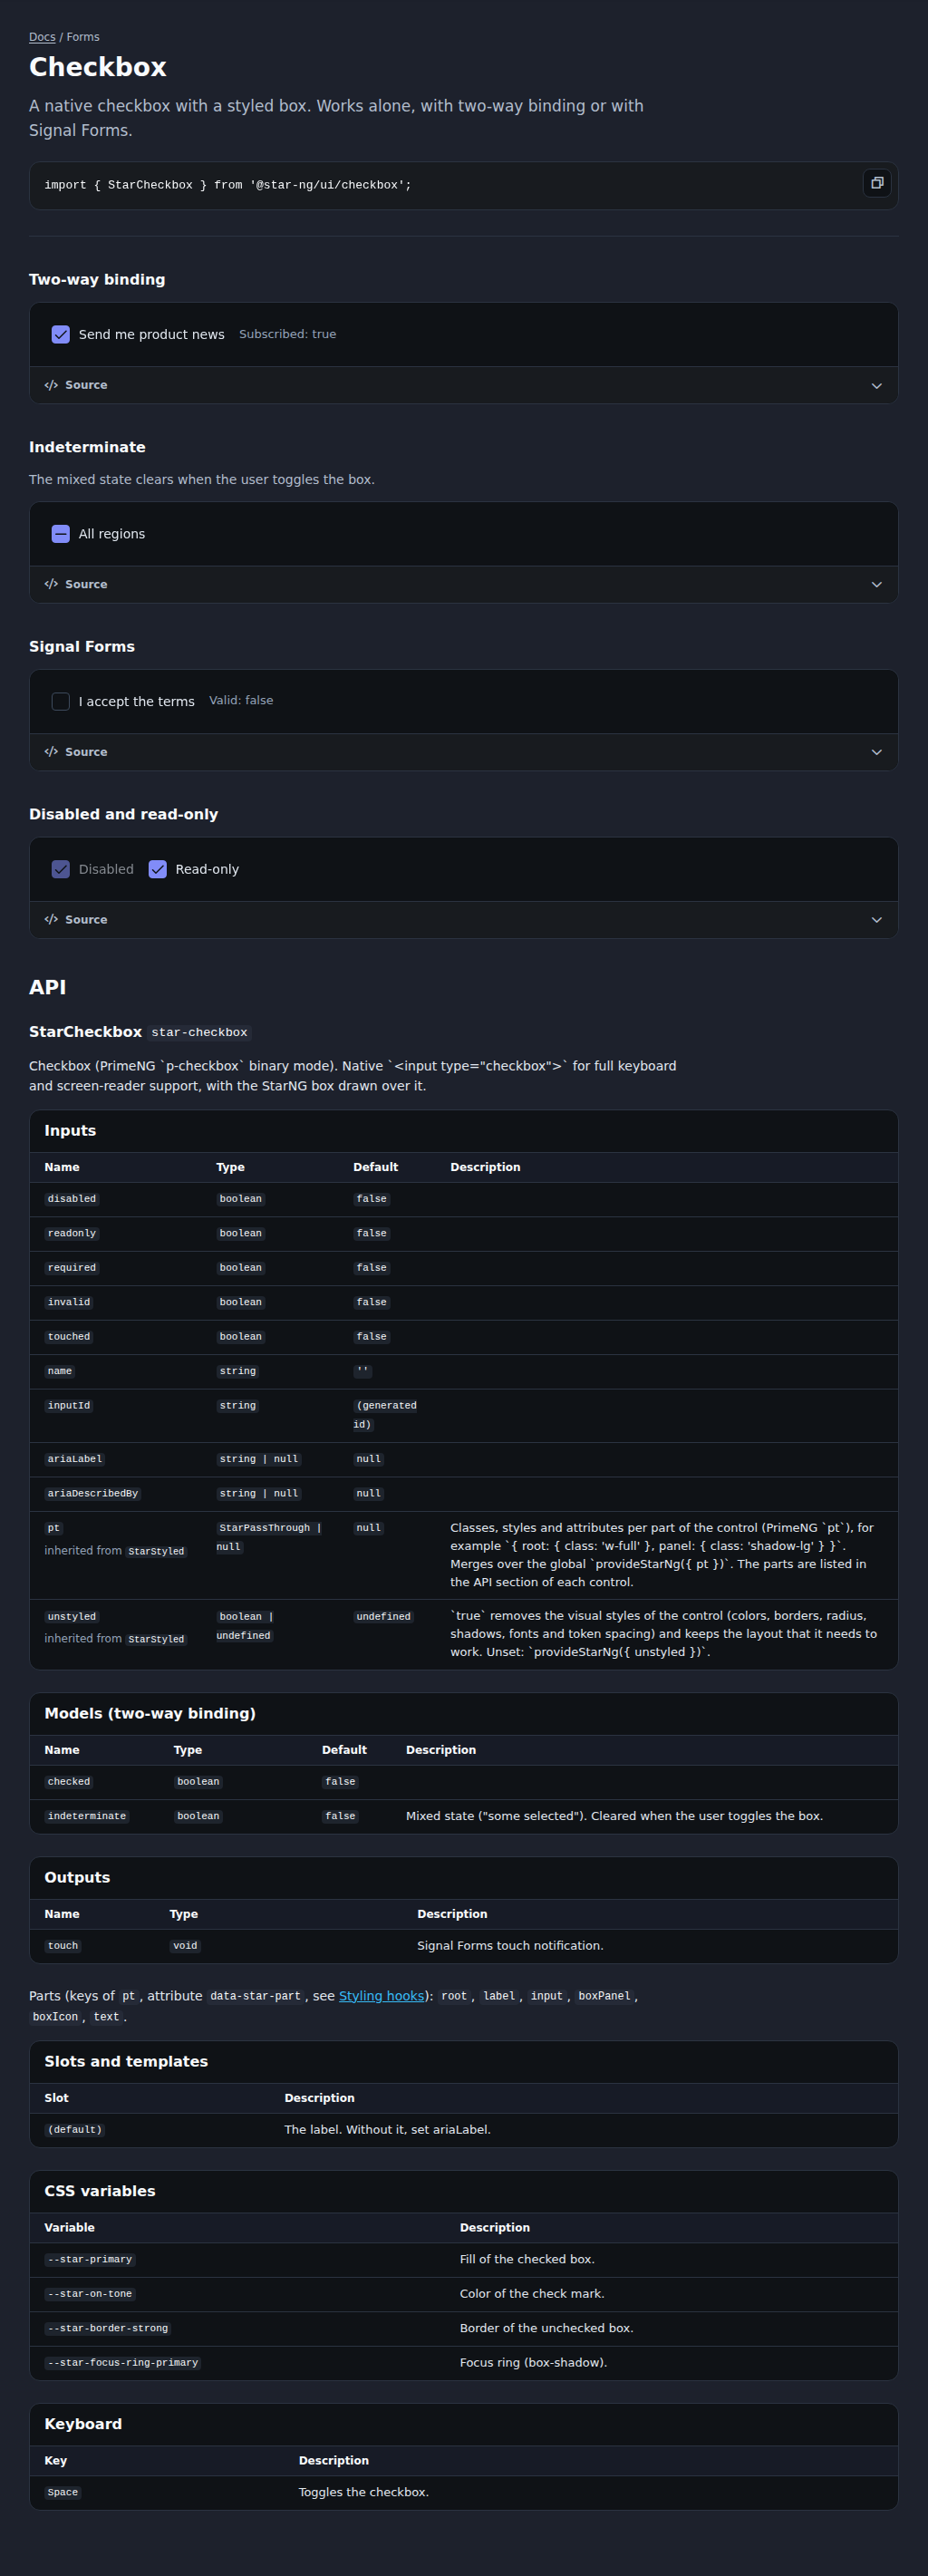 Docs / Forms
Checkbox
A native checkbox with a styled box. Works alone, with two-way binding or with
Signal Forms.
import { StarCheckbox } from '@star-ng/ui/checkbox';
Two-way binding
Send me product news Subscribed: true
Source
Indeterminate
The mixed state clears when the user toggles the box.
All regions
Source
Signal Forms
I accept the terms Valid: false
Source
Disabled and read-only
Disabled Read-only
Source
API
StarCheckbox star-checkbox
Checkbox (PrimeNG `p-checkbox` binary mode). Native `<input type="checkbox">` for full keyboard
and screen-reader support, with the StarNG box drawn over it.
Inputs
Name Type Default Description
disabled boolean false
readonly boolean false
required boolean false
invalid boolean false
touched boolean false
name string ''
inputId string (generated
id)
ariaLabel string | null null
ariaDescribedBy string | null null
pt StarPassThrough | null Classes, styles and attributes per part of the control (PrimeNG `pt`), for
inherited from StarStyled null example `{ root: { class: 'w-full' }, panel: { class: 'shadow-lg' } }`.
Merges over the global `provideStarNg({ pt })`. The parts are listed in
the API section of each control.
unstyled boolean | undefined `true` removes the visual styles of the control (colors, borders, radius,
inherited from StarStyled undefined shadows, fonts and token spacing) and keeps the layout that it needs to
work. Unset: `provideStarNg({ unstyled })`.
Models (two-way binding)
Name Type Default Description
checked boolean false
indeterminate boolean false Mixed state ("some selected"). Cleared when the user toggles the box.
Outputs
Name Type Description
touch void Signal Forms touch notification.
Parts (keys of pt, attribute data-star-part, see Styling hooks): root, label, input, boxPanel,
boxIcon, text.
Slots and templates
Slot Description
(default) The label. Without it, set ariaLabel.
CSS variables
Variable Description
--star-primary Fill of the checked box.
--star-on-tone Color of the check mark.
--star-border-strong Border of the unchecked box.
--star-focus-ring-primary Focus ring (box-shadow).
Keyboard
Key Description
Space Toggles the checkbox.